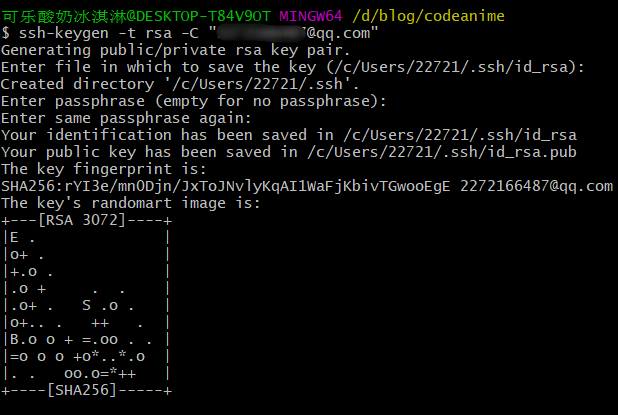 可乐酸奶冰淇淋@DESKTOP-T84V9OT MINGW64 /d/blog/codeanime
$ ssh-keygen -t rsa -C "@qq.com"
Generating public/private rsa key pair.
Enter file in which to save the key (/c/Users/22721/.ssh/id_rsa):
Created directory '/c/Users/22721/.ssh'.
Enter passphrase (empty for no passphrase):
Enter same passphrase again:
Your identification has been saved in /c/Users/22721/.ssh/id_rsa
Your public key has been saved in /c/Users/22721/.ssh/id_rsa.pub
The key fingerprint is:
SHA256:rYI3e/mnODjn/JxToJNvlyKqAI1WaFjKbivTGwooEgE 2272166487@qq.com
The key's randomart image is:
+---[RSA 3072]----+
|E .              |
|o+ .             |
|+.o .            |
|.o +     .  .    |
|.o+ .   S .o .   |
|o+.. .   ++   .  |
|B.o o + =.oo . . |
|=o o o +o*..*.o  |
|. .   oo.o=*++   |
+----[SHA256]-----+